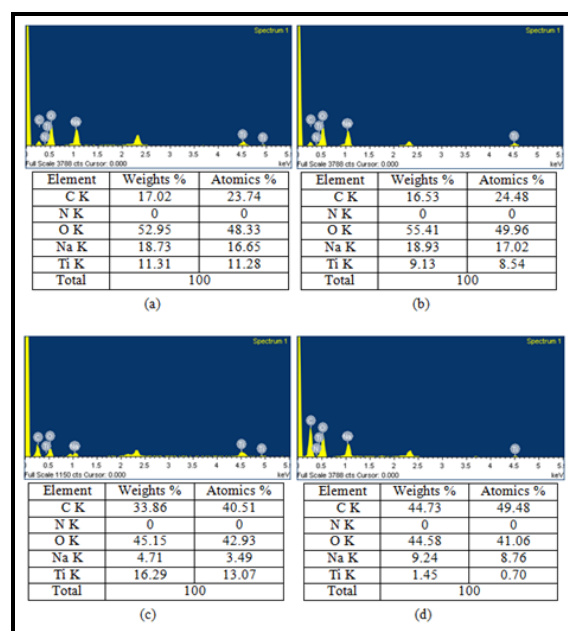 Spectrum 1
0 0.5 1 1.5 2 2.5 3 3.5 4 4.5 5
Full Scale 3788 cts Cursor: 0.000 keV
Element Weights % Atomics %
C K 17.02 23.74
N K 0 0
O K 52.95 48.33
Na K 18.73 16.65
Ti K 11.31 11.28
Total 100
(a)
Spectrum 1
0 0.5 1 1.5 2 2.5 3 3.5 4 4.5 5
Full Scale 3788 cts Cursor: 0.000 keV
Element Weights % Atomics %
C K 16.53 24.48
N K 0 0
O K 55.41 49.96
Na K 18.93 17.02
Ti K 9.13 8.54
Total 100
(b)
Spectrum 1
0 0.5 1 1.5 2 2.5 3 3.5 4 4.5 5
Full Scale 1150 cts Cursor: 0.000 keV
Element Weights % Atomics %
C K 33.86 40.51
N K 0 0
O K 45.15 42.93
Na K 4.71 3.49
Ti K 16.29 13.07
Total 100
(c)
Spectrum 1
0 0.5 1 1.5 2 2.5 3 3.5 4 4.5 5
Full Scale 3788 cts Cursor: 0.000 keV
Element Weights % Atomics %
C K 44.73 49.48
N K 0 0
O K 44.58 41.06
Na K 9.24 8.76
Ti K 1.45 0.70
Total 100
(d)